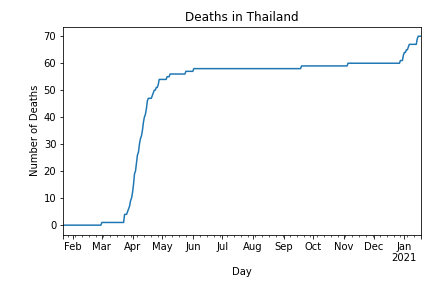 Deaths in Thailand
Number of Deaths
70
60
50
40
30
20
10
0
Feb Mar Apr May Jun Jul Aug Sep Oct Nov Dec Jan
2021
Day